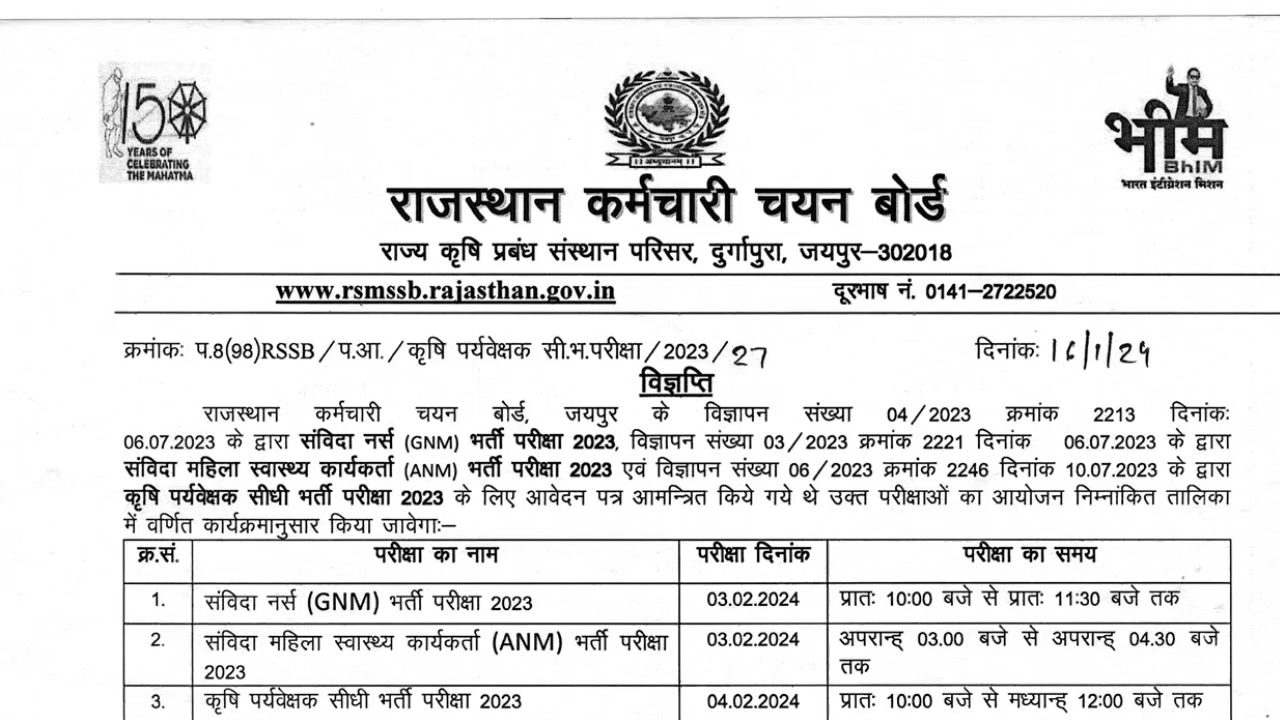 150
YEARS OF
CELEBRATING
THE MAHATMA
।। अभ्युत्थानम् ।।
भीम
BhIM
भारत इंटीग्रेशन मिशन
राजस्थान कर्मचारी चयन बोर्ड
राज्य कृषि प्रबंध संस्थान परिसर, दुर्गापुरा, जयपुर–302018
www.rsmssb.rajasthan.gov.in दूरभाष नं. 0141–2722520
क्रमांकः प.8(98)RSSB/प.आ./कृषि पर्यवेक्षक सी.भ.परीक्षा/2023/27 दिनांकः 16/1/24
विज्ञप्ति
राजस्थान कर्मचारी चयन बोर्ड, जयपुर के विज्ञापन संख्या 04/2023 क्रमांक 2213 दिनांकः
06.07.2023 के द्वारा संविदा नर्स (GNM) भर्ती परीक्षा 2023, विज्ञापन संख्या 03/2023 क्रमांक 2221 दिनांक 06.07.2023 के द्वारा
संविदा महिला स्वास्थ्य कार्यकर्ता (ANM) भर्ती परीक्षा 2023 एवं विज्ञापन संख्या 06/2023 क्रमांक 2246 दिनांक 10.07.2023 के द्वारा
कृषि पर्यवेक्षक सीधी भर्ती परीक्षा 2023 के लिए आवेदन पत्र आमन्त्रित किये गये थे उक्त परीक्षाओं का आयोजन निम्नांकित तालिका
में वर्णित कार्यक्रमानुसार किया जावेगाः–
क्र.सं. परीक्षा का नाम परीक्षा दिनांक परीक्षा का समय
1. संविदा नर्स (GNM) भर्ती परीक्षा 2023 03.02.2024 प्रातः 10:00 बजे से प्रातः 11:30 बजे तक
2. संविदा महिला स्वास्थ्य कार्यकर्ता (ANM) भर्ती परीक्षा 03.02.2024 अपरान्ह् 03.00 बजे से अपरान्ह् 04.30 बजे
2023 तक
3. कृषि पर्यवेक्षक सीधी भर्ती परीक्षा 2023 04.02.2024 प्रातः 10:00 बजे से मध्यान्ह् 12:00 बजे तक